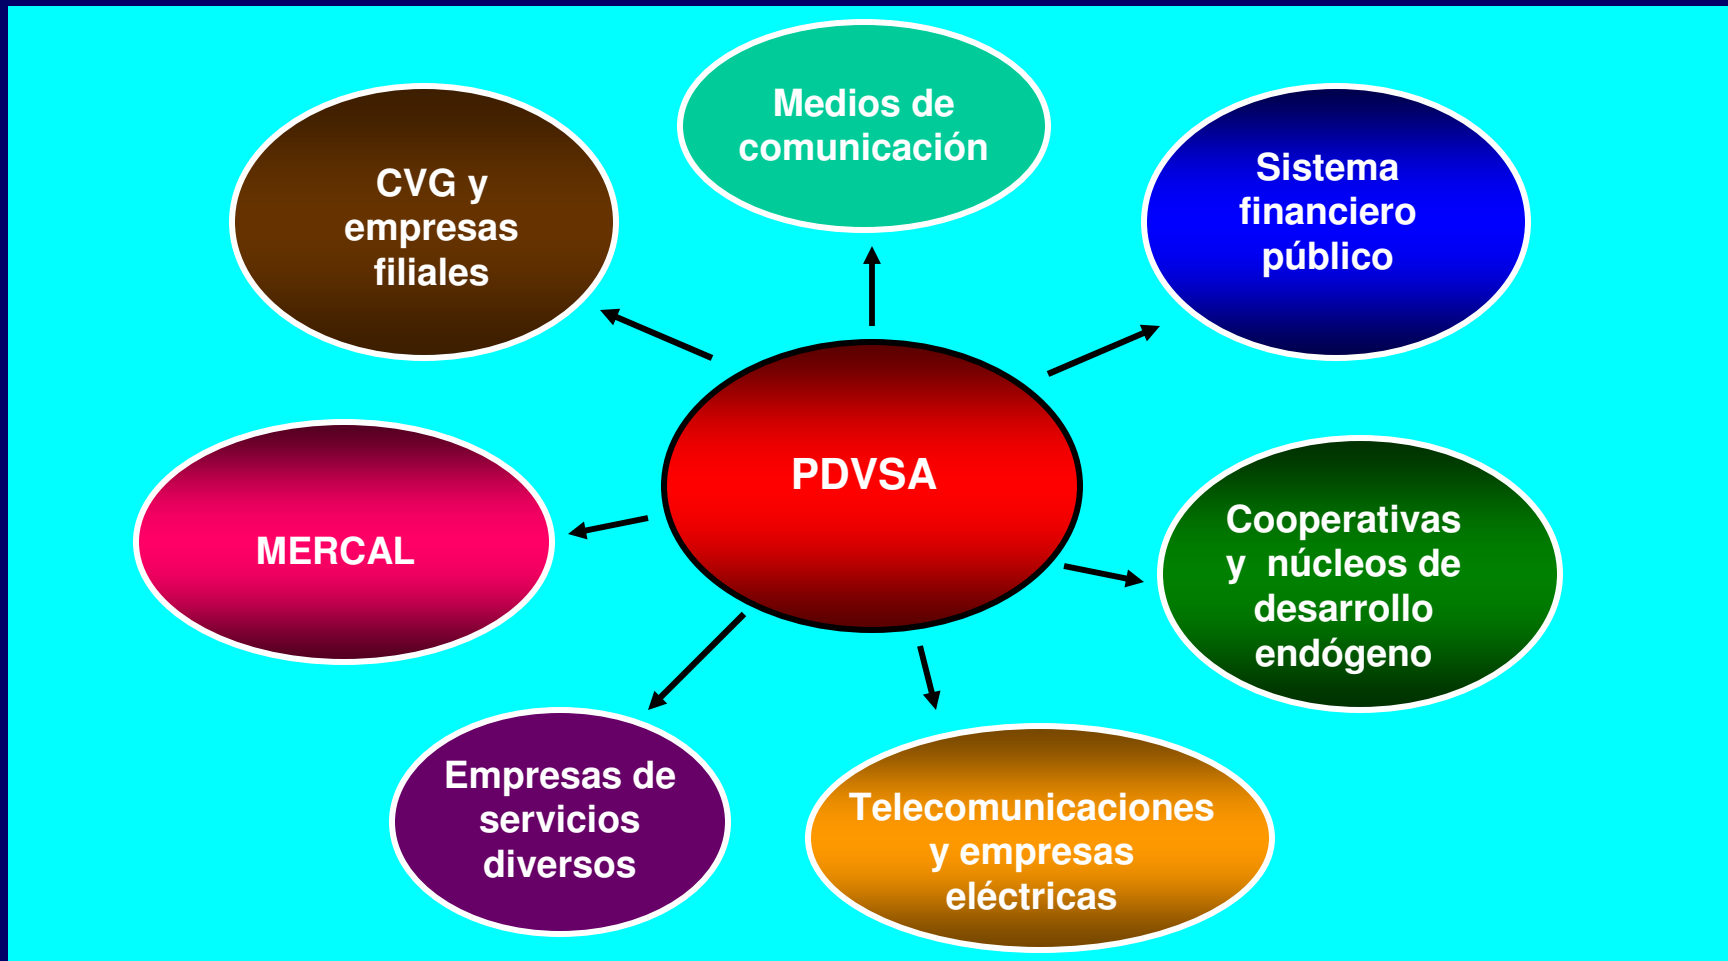 Medios de
comunicación
CVG y
empresas
filiales
Sistema
financiero
público
PDVSA
MERCAL
Cooperativas
y núcleos de
desarrollo
endógeno
Empresas de
servicios
diversos
Telecomunicaciones
y empresas
eléctricas